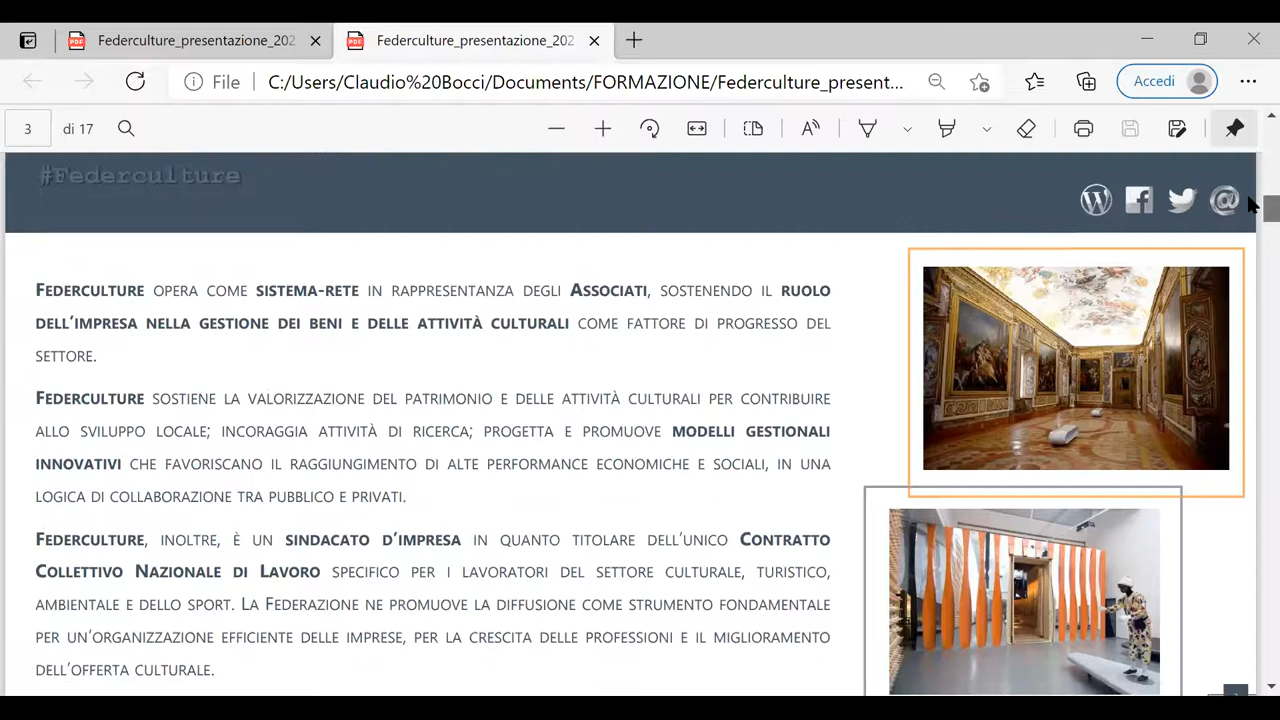 Federculture_presentazione_202
Federculture_presentazione_202
File
C:/Users/Claudio%20Bocci/Documents/FORMAZIONE/Federculture_present...
Accedi
3 di 17
#Federculture
FEDERCULTURE OPERA COME SISTEMA-RETE IN RAPPRESENTANZA DEGLI ASSOCIATI, SOSTENENDO IL RUOLO
DELL'IMPRESA NELLA GESTIONE DEI BENI E DELLE ATTIVITÀ CULTURALI COME FATTORE DI PROGRESSO DEL
SETTORE.
FEDERCULTURE SOSTIENE LA VALORIZZAZIONE DEL PATRIMONIO E DELLE ATTIVITÀ CULTURALI PER CONTRIBUIRE
ALLO SVILUPPO LOCALE; INCORAGGIA ATTIVITÀ DI RICERCA; PROGETTA E PROMUOVE MODELLI GESTIONALI
INNOVATIVI CHE FAVORISCANO IL RAGGIUNGIMENTO DI ALTE PERFORMANCE ECONOMICHE E SOCIALI, IN UNA
LOGICA DI COLLABORAZIONE TRA PUBBLICO E PRIVATI.
FEDERCULTURE, INOLTRE, È UN SINDACATO D'IMPRESA IN QUANTO TITOLARE DELL'UNICO CONTRATTO
COLLETTIVO NAZIONALE DI LAVORO SPECIFICO PER I LAVORATORI DEL SETTORE CULTURALE, TURISTICO,
AMBIENTALE E DELLO SPORT. LA FEDERAZIONE NE PROMUOVE LA DIFFUSIONE COME STRUMENTO FONDAMENTALE
PER UN'ORGANIZZAZIONE EFFICIENTE DELLE IMPRESE, PER LA CRESCITA DELLE PROFESSIONI E IL MIGLIORAMENTO
DELL'OFFERTA CULTURALE.